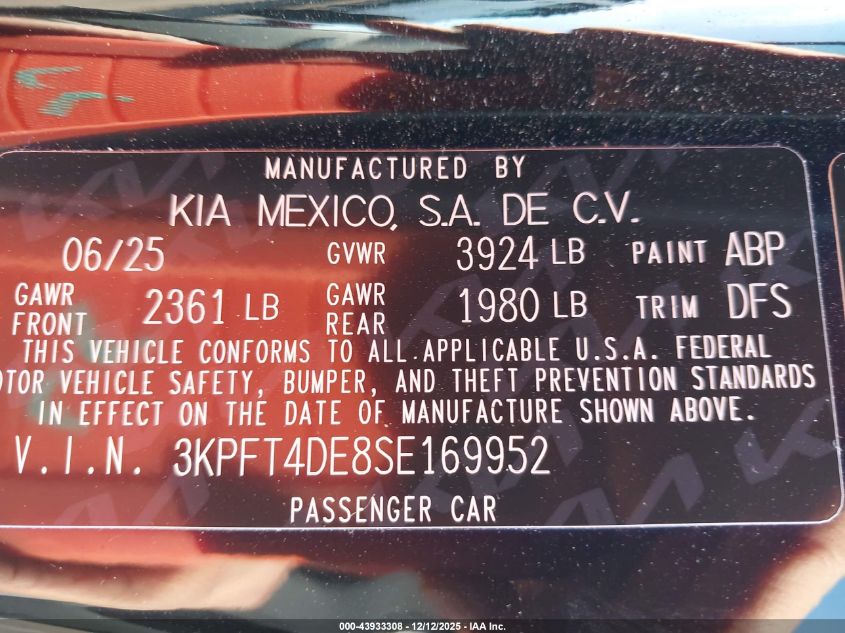 MANUFACTURED BY
KIA MEXICO, S.A. DE C.V.
06/25 GVWR 3924 LB PAINT ABP
GAWR FRONT 2361 LB GAWR REAR 1980 LB TRIM DFS
THIS VEHICLE CONFORMS TO ALL APPLICABLE U.S.A. FEDERAL
OTOR VEHICLE SAFETY, BUMPER, AND THEFT PREVENTION STANDARDS
IN EFFECT ON THE DATE OF MANUFACTURE SHOWN ABOVE.
V.I.N. 3KPFT4DE8SE169952
PASSENGER CAR
000-43933308 • 12/12/2025 - IAA Inc.